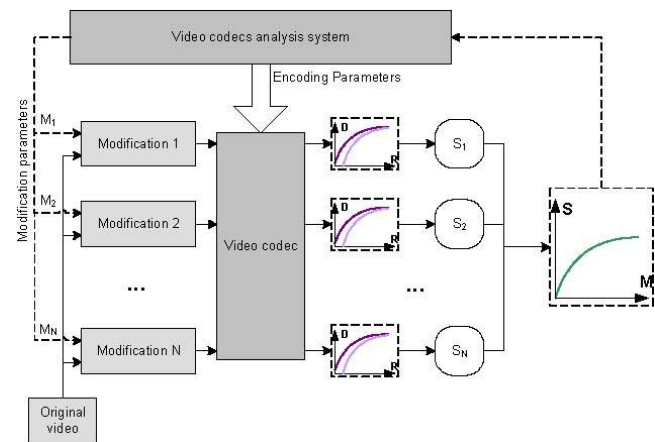 Video codecs analysis system
Encoding Parameters
Modification parameters
M1
Modification 1
D
R
S1
M2
Modification 2
D
R
S2
Video codec
S
M
...
...
MN
Modification N
D
R
SN
Original
video